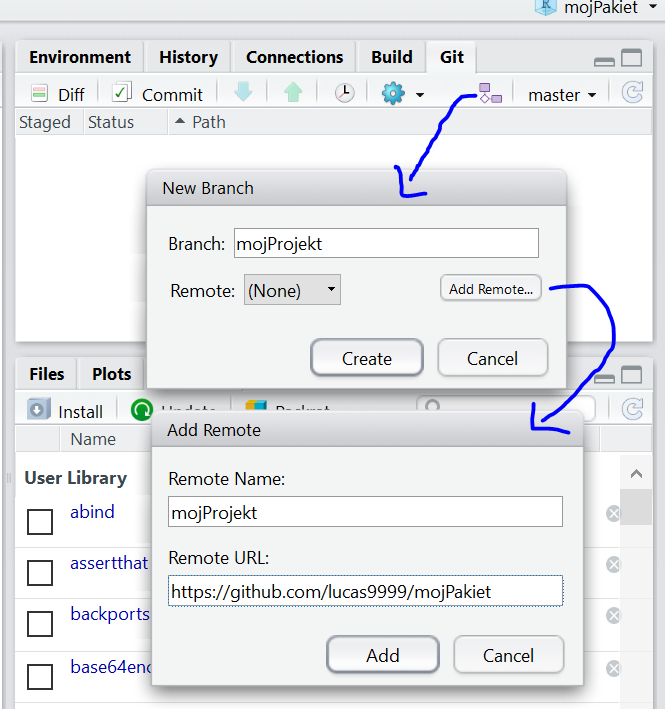 mojPakiet
Environment History Connections Build Git
Diff Commit master
Staged Status Path
New Branch
Branch: mojProjekt
Remote: (None) Add Remote...
Create Cancel
Files Plots
Install Update Packrat
Name
Add Remote
User Library
Remote Name:
abind
mojProjekt
assertthat
Remote URL:
https://github.com/lucas9999/mojPakiet
backports
Add Cancel
base64enc